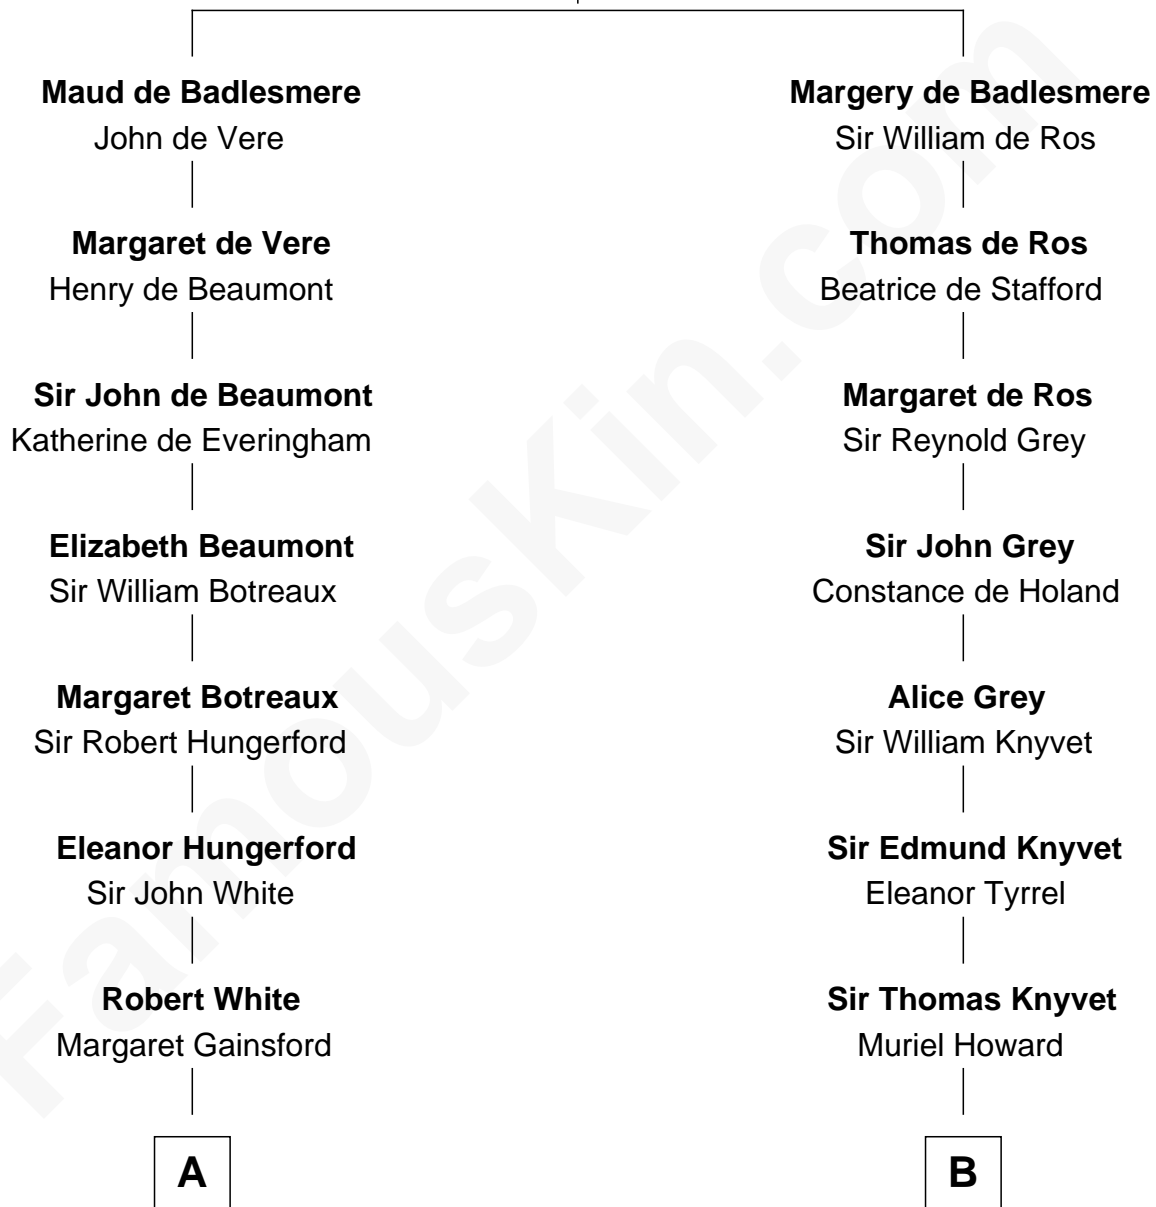 Maud de Badlesmere
John de Vere
Margaret de Vere
Henry de Beaumont
Sir John de Beaumont
Katherine de Everingham
Elizabeth Beaumont
Sir William Botreaux
Margaret Botreaux
Sir Robert Hungerford
Eleanor Hungerford
Sir John White
Robert White
Margaret Gainsford
A
Margery de Badlesmere
Sir William de Ros
Thomas de Ros
Beatrice de Stafford
Margaret de Ros
Sir Reynold Grey
Sir John Grey
Constance de Holand
Alice Grey
Sir William Knyvet
Sir Edmund Knyvet
Eleanor Tyrrel
Sir Thomas Knyvet
Muriel Howard
B
FamousKin.com